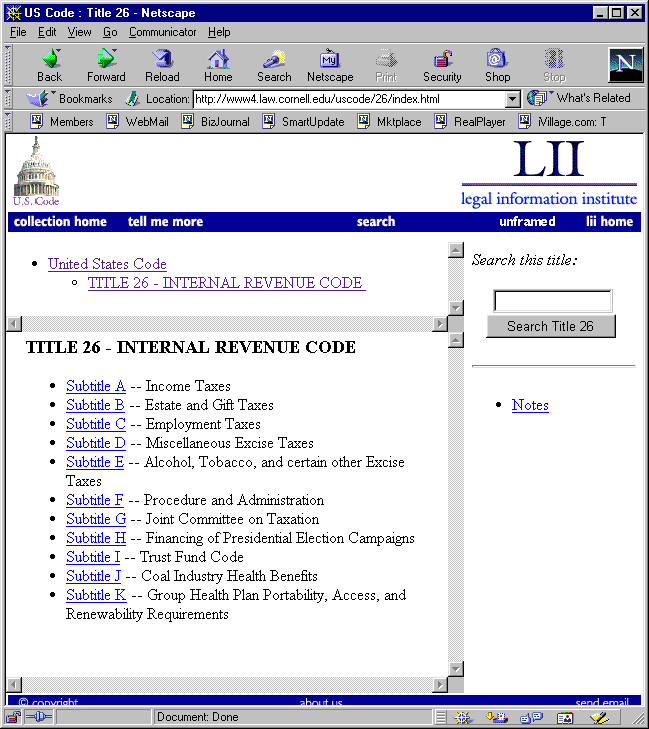 US Code : Title 26 - Netscape
File Edit View Go Communicator Help
Back Forward Reload Home Search Netscape Print Security Shop Stop
My
N
Bookmarks Location: http://www4.law.cornell.edu/uscode/26/index.html What's Related
Members WebMail BizJournal SmartUpdate Mktplace RealPlayer iVillage.com: T
U.S. Code
LII
legal information institute
collection home tell me more search unframed lii home
United States Code
TITLE 26 - INTERNAL REVENUE CODE
Search this title:
Search Title 26
Notes
TITLE 26 - INTERNAL REVENUE CODE
Subtitle A -- Income Taxes
Subtitle B -- Estate and Gift Taxes
Subtitle C -- Employment Taxes
Subtitle D -- Miscellaneous Excise Taxes
Subtitle E -- Alcohol, Tobacco, and certain other Excise
Taxes
Subtitle F -- Procedure and Administration
Subtitle G -- Joint Committee on Taxation
Subtitle H -- Financing of Presidential Election Campaigns
Subtitle I -- Trust Fund Code
Subtitle J -- Coal Industry Health Benefits
Subtitle K -- Group Health Plan Portability, Access, and
Renewability Requirements
© copyright about us send email
Document: Done